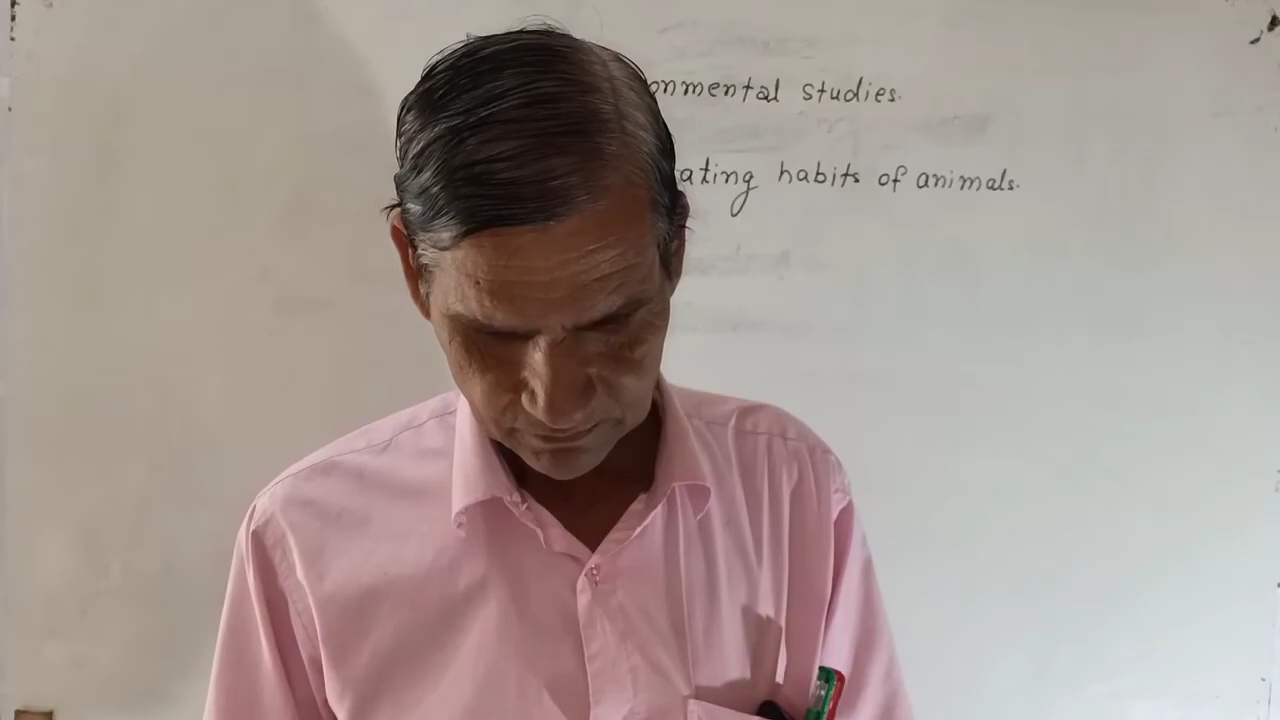 onmental studies.
ating habits of animals.